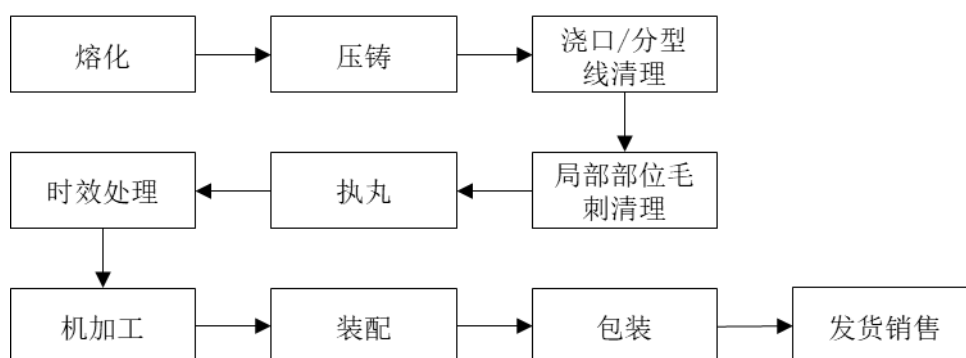 熔化
压铸
浇口/分型
线清理
局部部位毛
刺清理
执丸
时效处理
机加工
装配
包装
发货销售